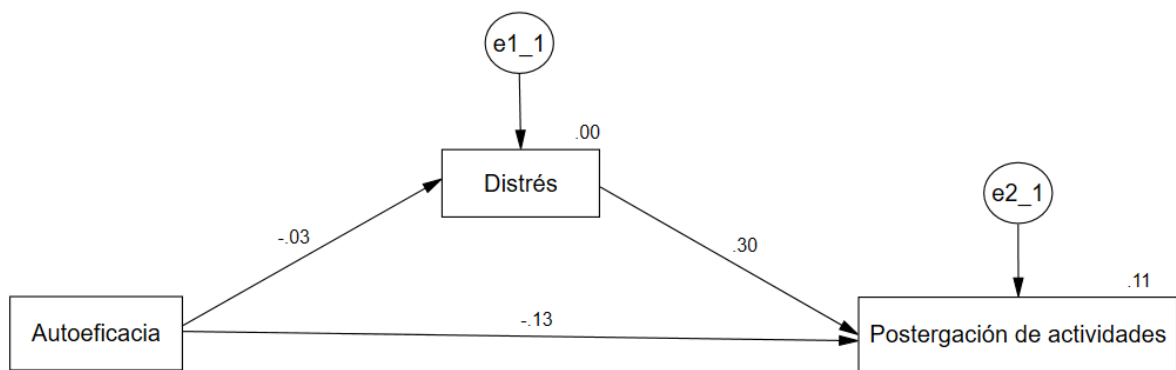 e1_1
.00
Distrés
e2_1
-.03
.30
.11
-.13
Autoeficacia
Postergación de actividades